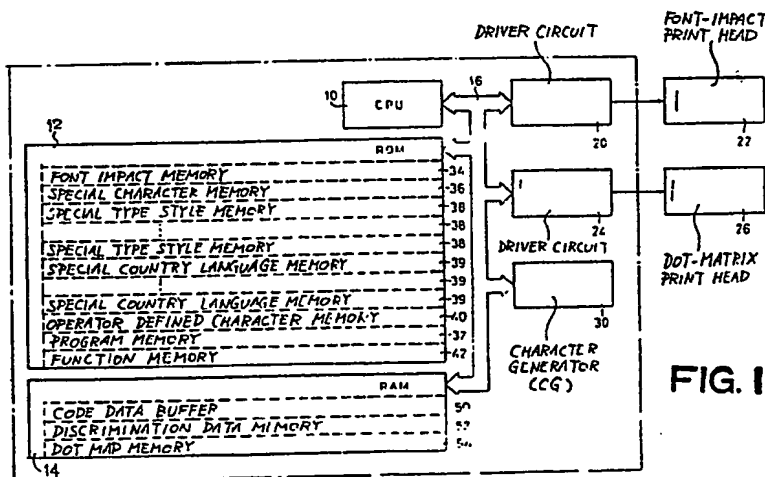 DRIVER CIRCUIT
FONT-IMPACT
PRINT HEAD
10
CPU
16
20
22
12
ROM
FONT IMPACT MEMORY
34
SPECIAL CHARACTER MEMORY
36
SPECIAL TYPE STYLE MEMORY
38
38
SPECIAL TYPE STYLE MEMORY
38
SPECIAL COUNTRY LANGUAGE MEMORY
39
39
SPECIAL COUNTRY LANGUAGE MEMORY
39
OPERATOR DEFINED CHARACTER MEMORY
40
PROGRAM MEMORY
37
FUNCTION MEMORY
42
24
DRIVER CIRCUIT
26
DOT-MATRIX
PRINT HEAD
30
CHARACTER
GENERATOR
(CG)
FIG. 1
RAM
CODE DATA BUFFER
50
DISCRIMINATION DATA MIMORY
52
DOT MAP MEMORY
54
14